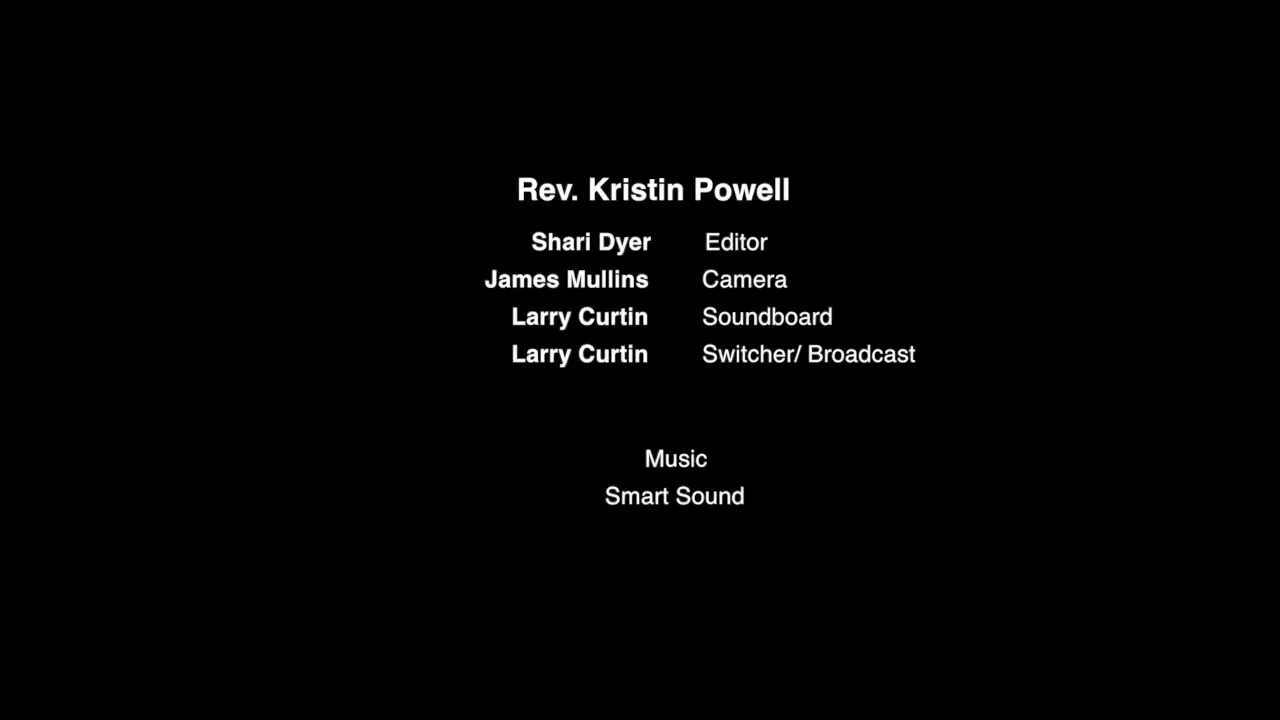 Rev. Kristin Powell
Shari Dyer Editor
James Mullins Camera
Larry Curtin Soundboard
Larry Curtin Switcher/ Broadcast
Music
Smart Sound